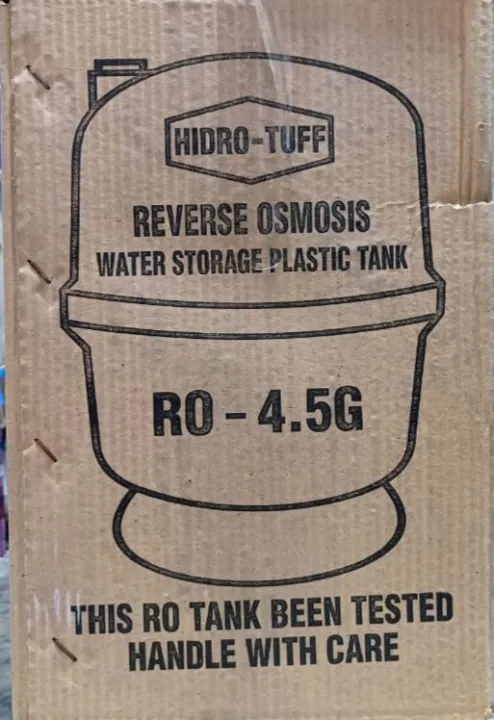 HIDRO-TUFF
REVERSE OSMOSIS
WATER STORAGE PLASTIC TANK
RO - 4.5G
THIS RO TANK BEEN TESTED
HANDLE WITH CARE